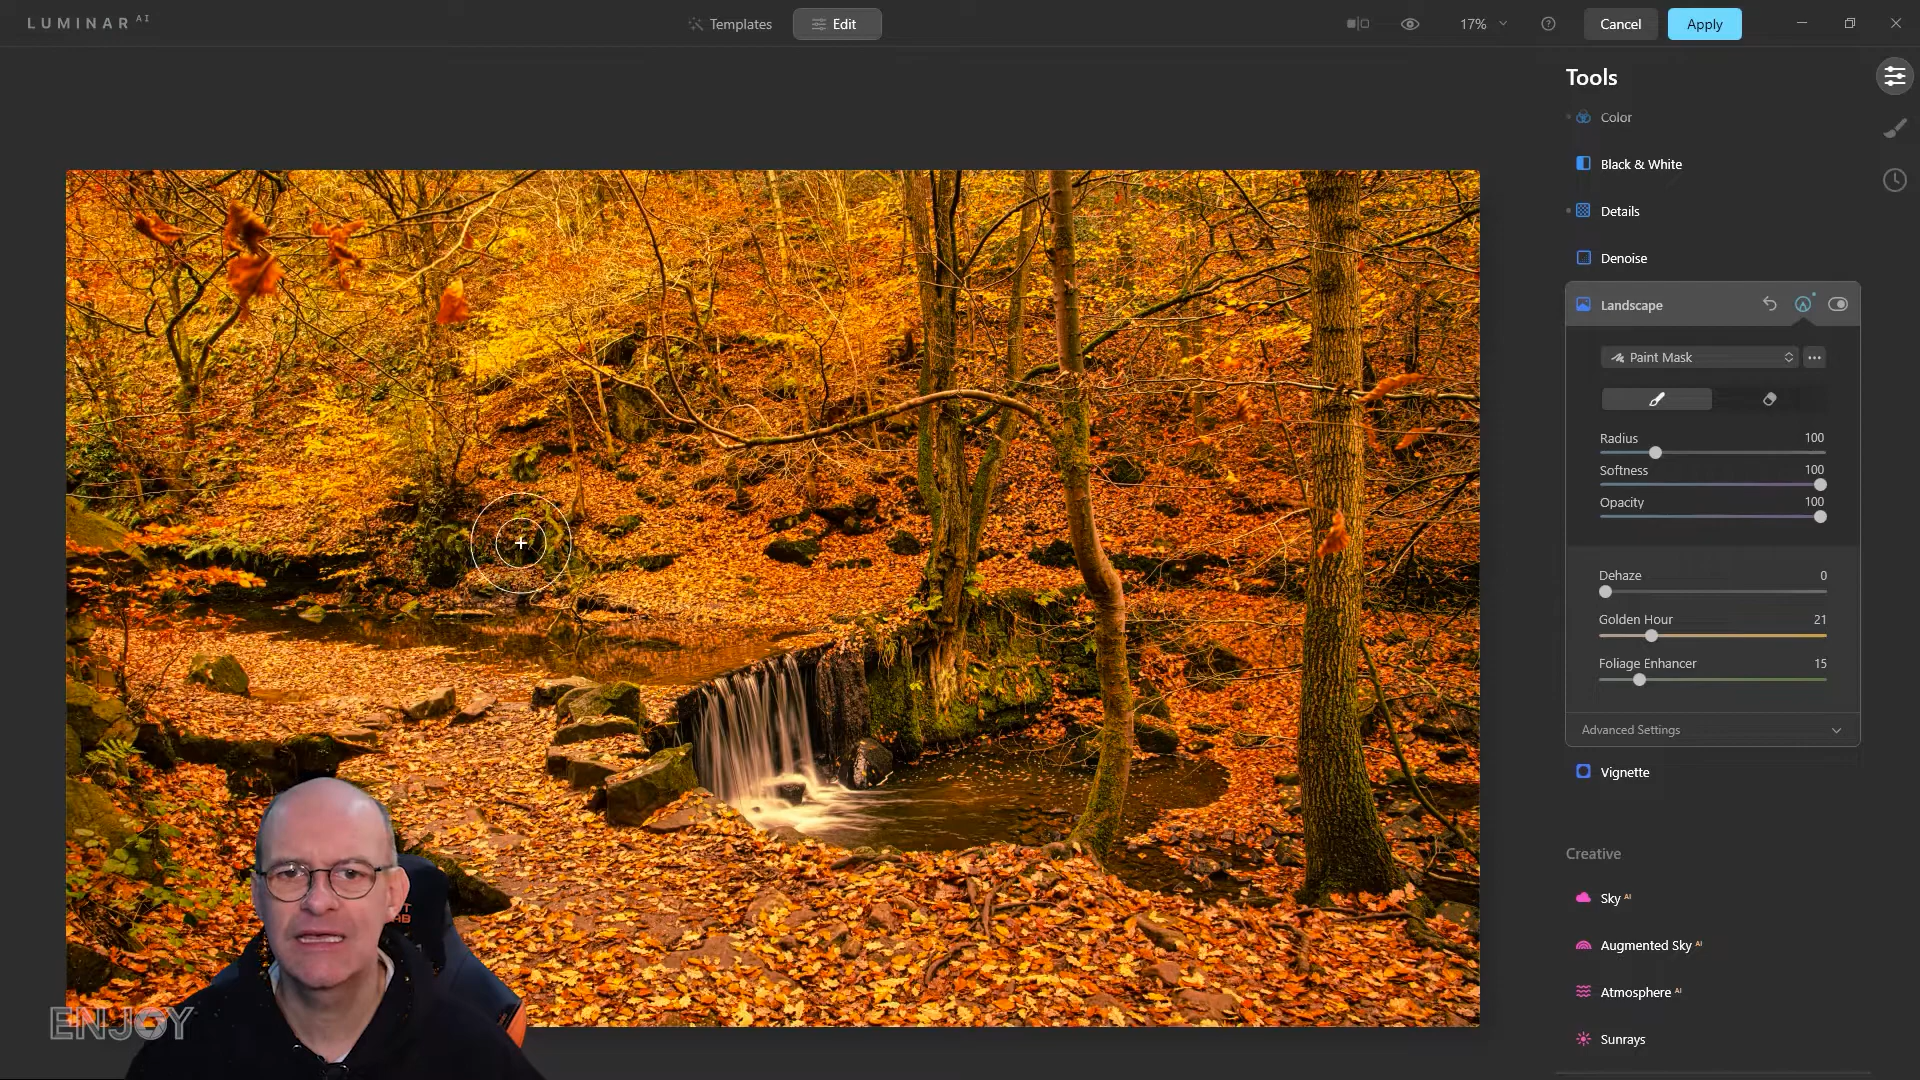 LUMINAR AI
Templates
Edit
17%
Cancel
Apply
Tools
Color
Black & White
Details
Denoise
Landscape
Paint Mask
Radius 100
Softness 100
Opacity 100
Dehaze 0
Golden Hour 21
Foliage Enhancer 15
Advanced Settings
Vignette
Creative
Sky AI
Augmented Sky AI
Atmosphere AI
Sunrays
ENJOY